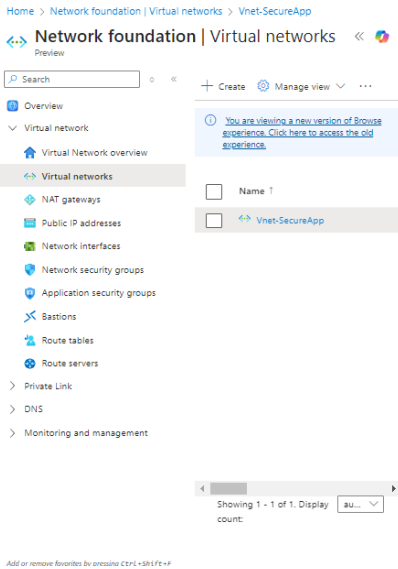 Home > Network foundation | Virtual networks > Vnet-SecureApp
Network foundation | Virtual networks
Preview
Search
Overview
Virtual network
Virtual Network overview
Virtual networks
NAT gateways
Public IP addresses
Network interfaces
Network security groups
Application security groups
Bastions
Route tables
Route servers
Private Link
DNS
Monitoring and management
Add or remove favorites by pressing Ctrl+Shift+F
Create Manage view ...
You are viewing a new version of Browse
experience. Click here to access the old
experience.
Name ↑
Vnet-SecureApp
Showing 1 - 1 of 1. Display au...
count: